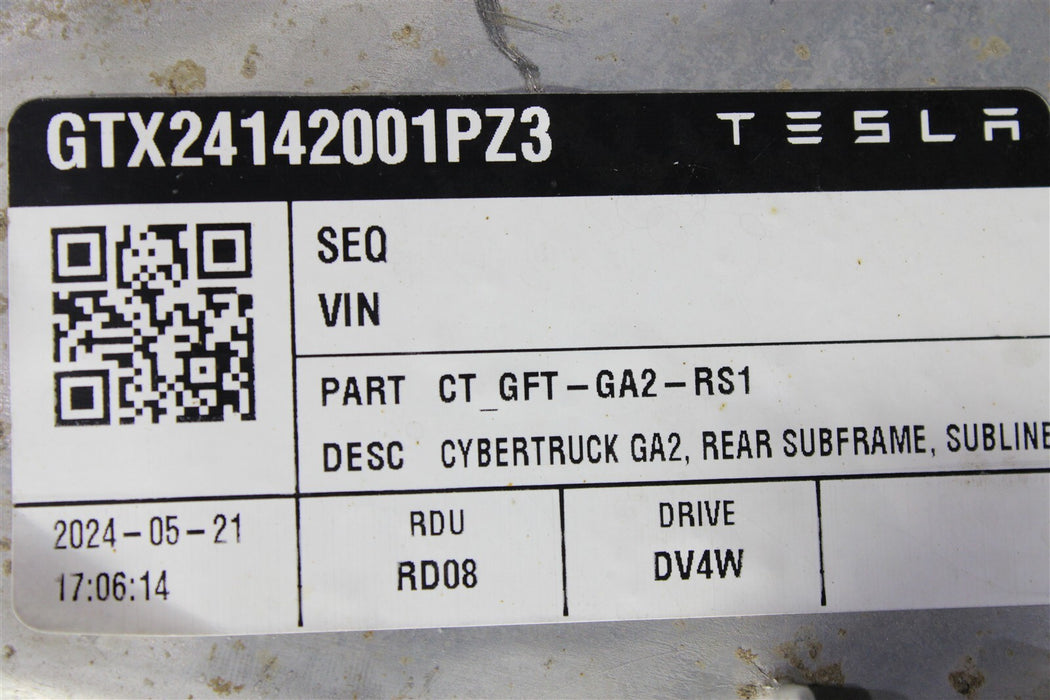 GTX24142001PZ3 TESLA
SEQ
VIN
PART CT_GFT-GA2-RS1
DESC CYBERTRUCK GA2, REAR SUBFRAME, SUBLINE
2024-05-21
17:06:14
RDU
RD08
DRIVE
DV4W